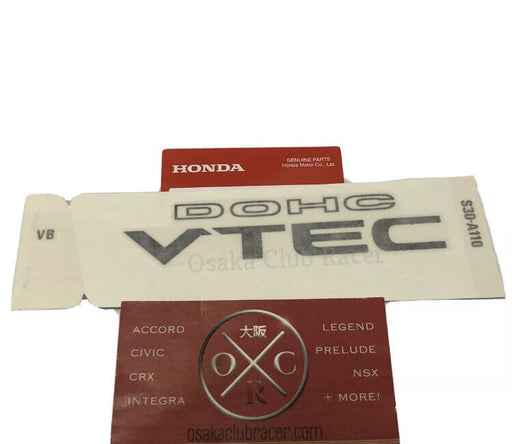 HONDA
GENUINE PARTS
Honda Motor Co., Ltd.
VB
DOHC
VTEC
S30-A110
Osaka Club Racer
ACCORD
CIVIC
CRX
INTEGRA
大阪
O C
R
LEGEND
PRELUDE
NSX
+ MORE!
osakaclubracer.com